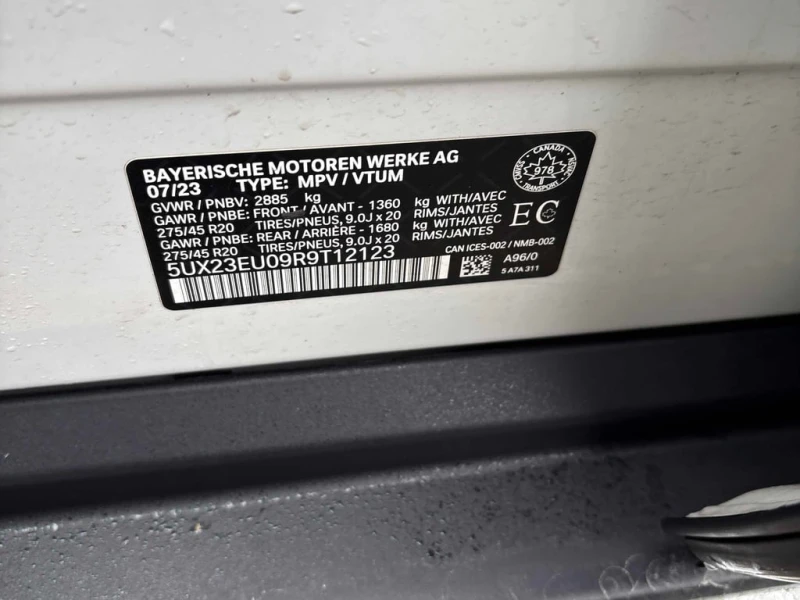 BAYERISCHE MOTOREN WERKE AG
07/23 TYPE: MPV / VTUM
GVWR / PNBV: 2885 kg
GAWR / PNBE: FRONT / AVANT - 1360 kg WITH/AVEC
275/45 R20 TIRES/PNEUS, 9.0J x 20 RIMS/JANTES
GAWR / PNBE: REAR / ARRIÈRE - 1680 kg WITH/AVEC
275/45 R20 TIRES/PNEUS, 9.0J x 20 RIMS/JANTES
5UX23EU09R9T12123
CANADA
978
TRANSPORT
EC
CAN ICES-002 / NMB-002
A96/0
5 A7A 311